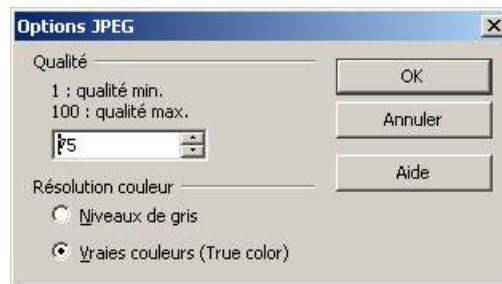 Options JPEG
Qualité
1 : qualité min.
100 : qualité max.
75
Résolution couleur
Niveaux de gris
Vraies couleurs (True color)
OK
Annuler
Aide